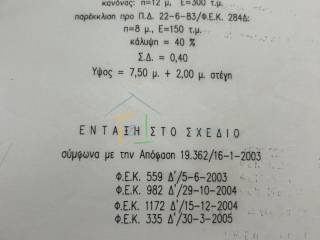 κανόνας: π=12 μ, Ε=300 τ.μ.
παρέκκλιση προ Π.Δ. 22-6-83/Φ.Ε.Κ. 284Δ:
π=8 μ., Ε=150 τ.μ.
κάλυψη = 40 %
Σ.Δ. = 0,40
Υψος = 7,50 μ. + 2,00 μ. στέγη
ΕΝΤΑΞΗ ΣΤΟ ΣΧΕΔΙΟ
σύμφωνα με την Απόφαση 19.362/16-1-2003
Φ.Ε.Κ. 559 Δ'/5-6-2003
Φ.Ε.Κ. 982 Δ'/29-10-2004
Φ.Ε.Κ. 1172 Δ'/15-12-2004
Φ.Ε.Κ. 335 Δ'/30-3-2005